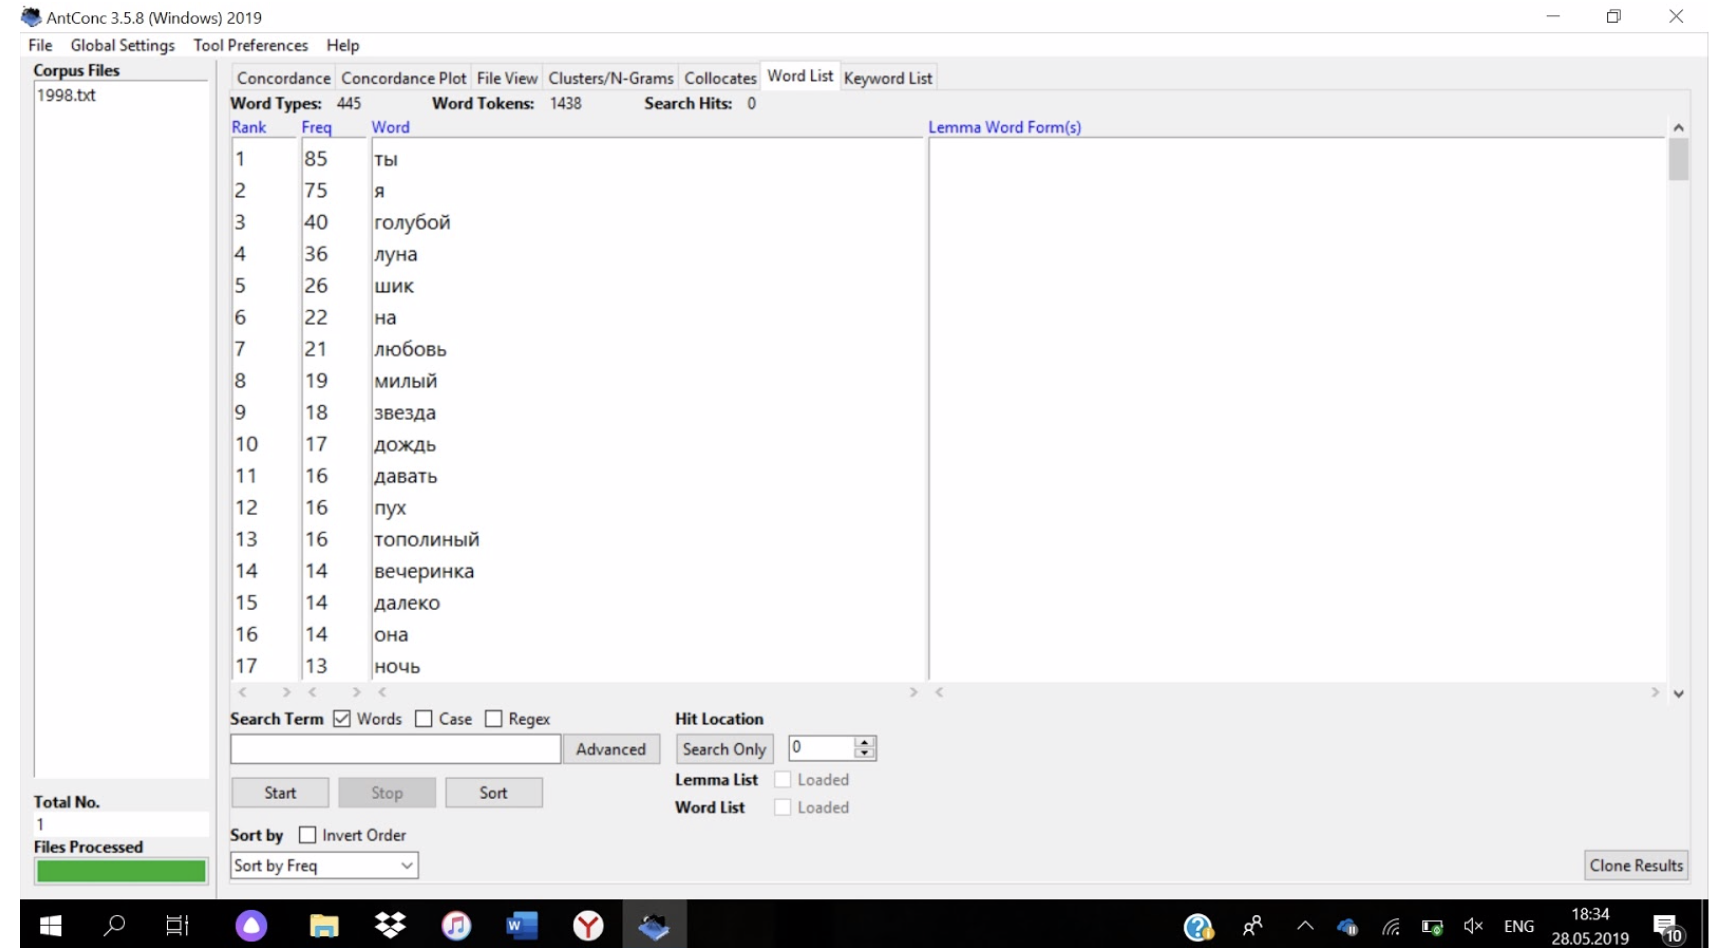 AntConc 3.5.8 (Windows) 2019
File Global Settings Tool Preferences Help
Corpus Files
1998.txt
Concordance Concordance Plot File View Clusters/N-Grams Collocates Word List Keyword List
Word Types: 445 Word Tokens: 1438 Search Hits: 0
Rank Freq Word Lemma Word Form(s)
1 85 ты
2 75 я
3 40 голубой
4 36 луна
5 26 шик
6 22 на
7 21 любовь
8 19 милый
9 18 звезда
10 17 дождь
11 16 давать
12 16 пух
13 16 тополиный
14 14 вечеринка
15 14 далеко
16 14 она
17 13 ночь
Search Term Words Case Regex Hit Location
Advanced Search Only 0
Lemma List Loaded
Start Stop Sort
Word List Loaded
Total No.
1
Sort by Invert Order
Files Processed
Sort by Freq
Clone Results
ENG 18:34
28.05.2019 10